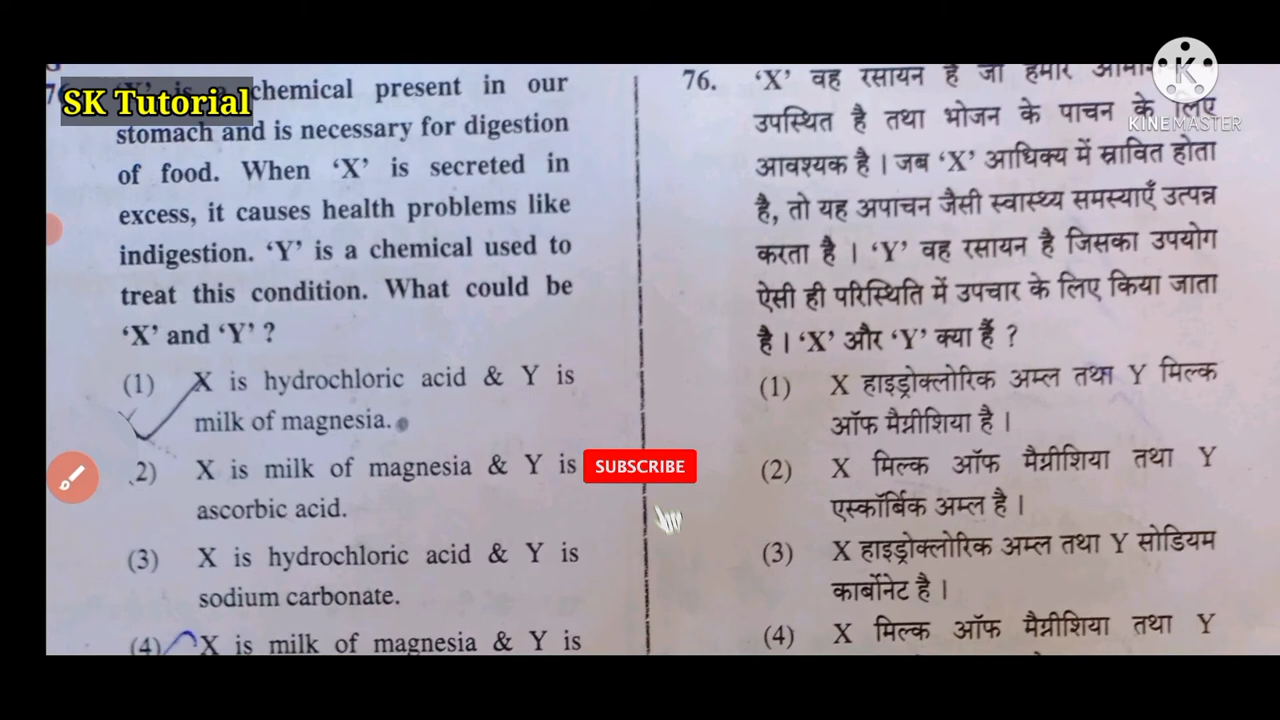 SK Tutorial
chemical present in our
stomach and is necessary for digestion
of food. When ‘X’ is secreted in
excess, it causes health problems like
indigestion. ‘Y’ is a chemical used to
treat this condition. What could be
‘X’ and ‘Y’ ?
(1) X is hydrochloric acid & Y is
milk of magnesia.
2) X is milk of magnesia & Y is
ascorbic acid.
(3) X is hydrochloric acid & Y is
sodium carbonate.
(4) X is milk of magnesia & Y is
SUBSCRIBE
K
KINEMASTER
76. ‘X’ वह रसायन है जो हमारे
उपस्थित है तथा भोजन के पाचन के लिए
आवश्यक है । जब ‘X’ आधिक्य में स्रावित होता
है, तो यह अपाचन जैसी स्वास्थ्य समस्याएँ उत्पन्न
करता है । ‘Y’ वह रसायन है जिसका उपयोग
ऐसी ही परिस्थिति में उपचार के लिए किया जाता
है । ‘X’ और ‘Y’ क्या हैं ?
(1) X हाइड्रोक्लोरिक अम्ल तथा Y मिल्क
ऑफ मैग्नीशिया है ।
(2) X मिल्क ऑफ मैग्नीशिया तथा Y
एस्कॉर्बिक अम्ल है ।
(3) X हाइड्रोक्लोरिक अम्ल तथा Y सोडियम
कार्बोनेट है ।
(4) X मिल्क ऑफ मैग्नीशिया तथा Y